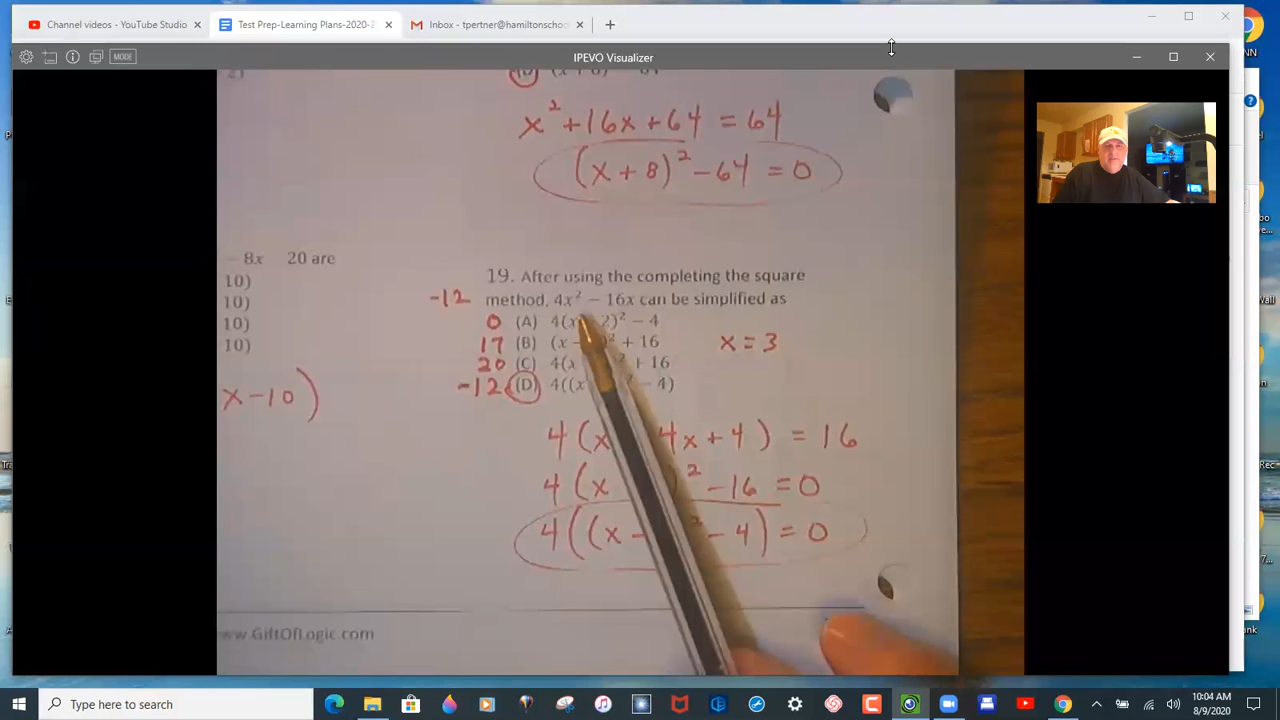 Channel videos - YouTube Studio
Test Prep-Learning Plans-2020-2
Inbox - tpertner@hamiltonschoo
MODE
IPEVO Visualizer
x² + 16x + 64 = 64
(x + 8)² - 64 = 0
- 8x 20 are
10)
10)
10)
10)
x - 10)
19. After using the completing the square
-12 method, 4x² - 16x can be simplified as
0 (A) 4(x 2)² - 4
17 (B) (x - )² + 16
x = 3
20 (C) 4(x ² + 16
-12 (D) 4((x ² - 4)
4(x 4x + 4) = 16
4(x )² - 16 = 0
4((x - ² - 4) = 0
www.GiftOfLogic.com
Type here to search
10:04 AM
8/9/2020